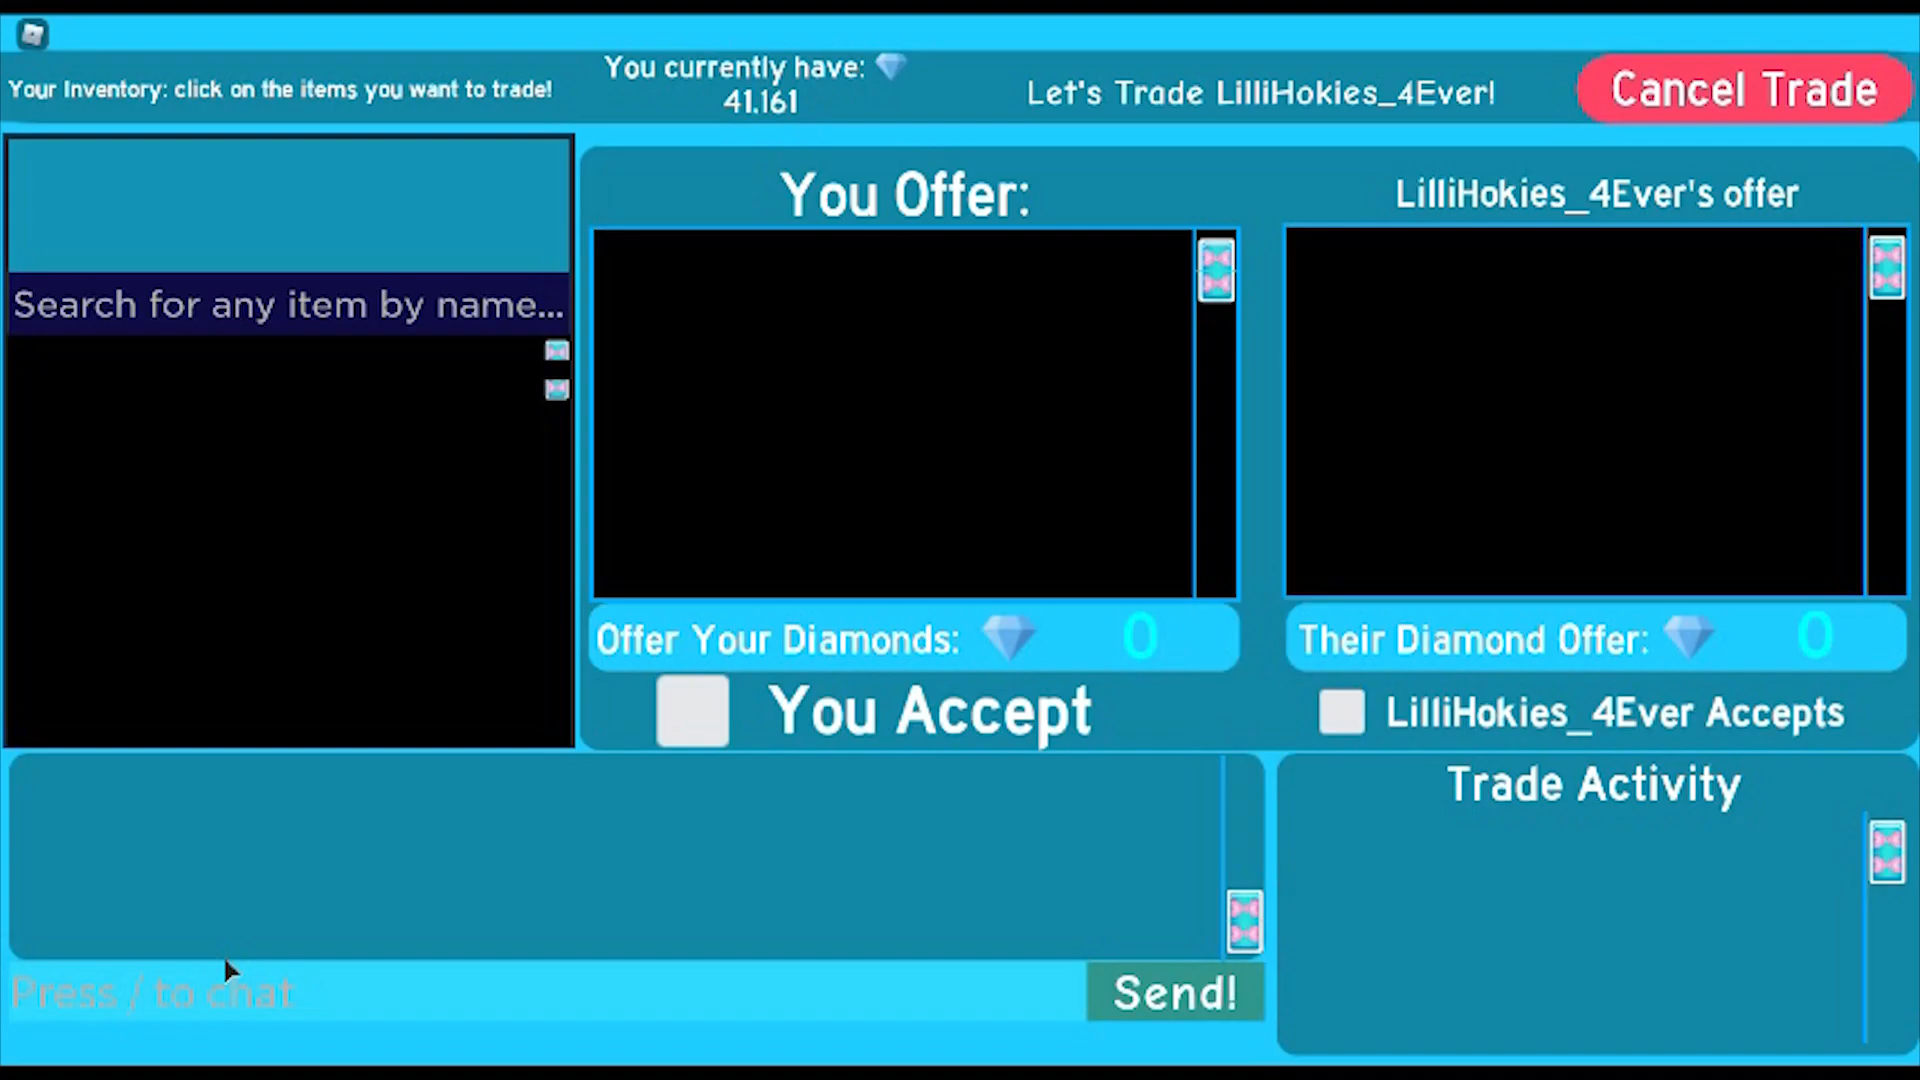 Your Inventory: click on the items you want to trade!
You currently have:
41,161
Let's Trade LilliHokies_4Ever!
Cancel Trade
Search for any item by name...
You Offer:
LilliHokies_4Ever's offer
Offer Your Diamonds: 0
Their Diamond Offer: 0
You Accept
LilliHokies_4Ever Accepts
Trade Activity
Press / to chat
Send!